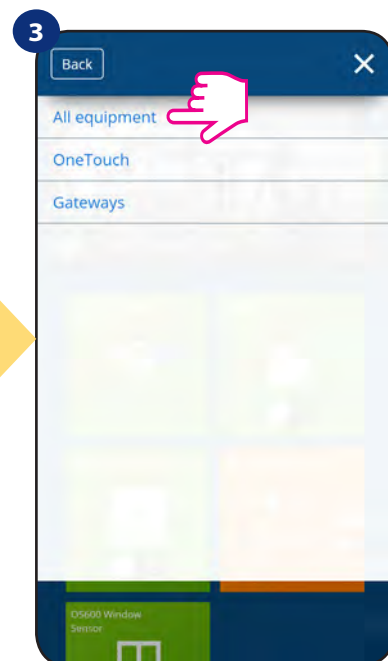 3
Back
All equipment
OneTouch
Gateways
OS600 Window
Sensor